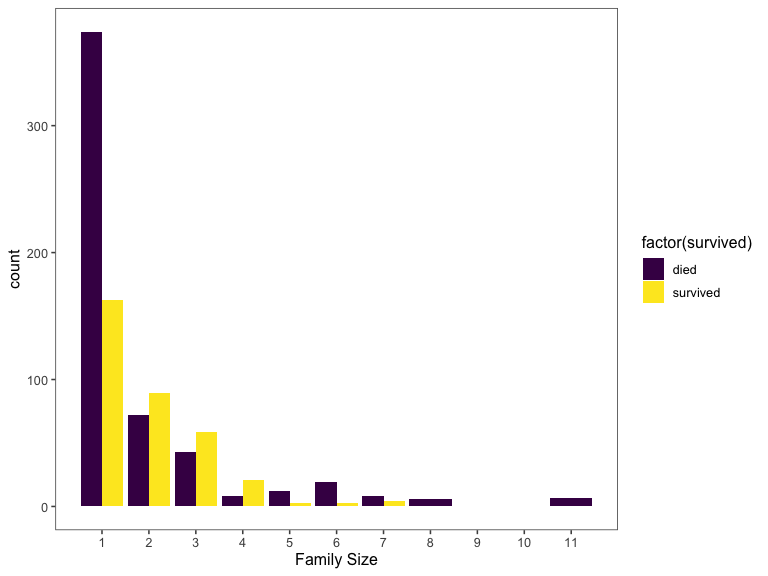 300
200
100
0
count
1 2 3 4 5 6 7 8 9 10 11
Family Size
factor(survived)
died
survived